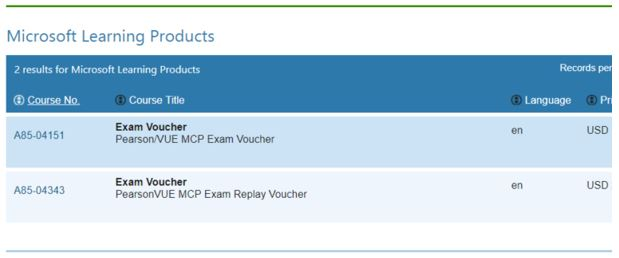 Microsoft Learning Products
2 results for Microsoft Learning Products Records per
Course No. Course Title Language Pri
A85-04151 Exam Voucher en USD
Pearson/VUE MCP Exam Voucher
A85-04343 Exam Voucher en USD
PearsonVUE MCP Exam Replay Voucher